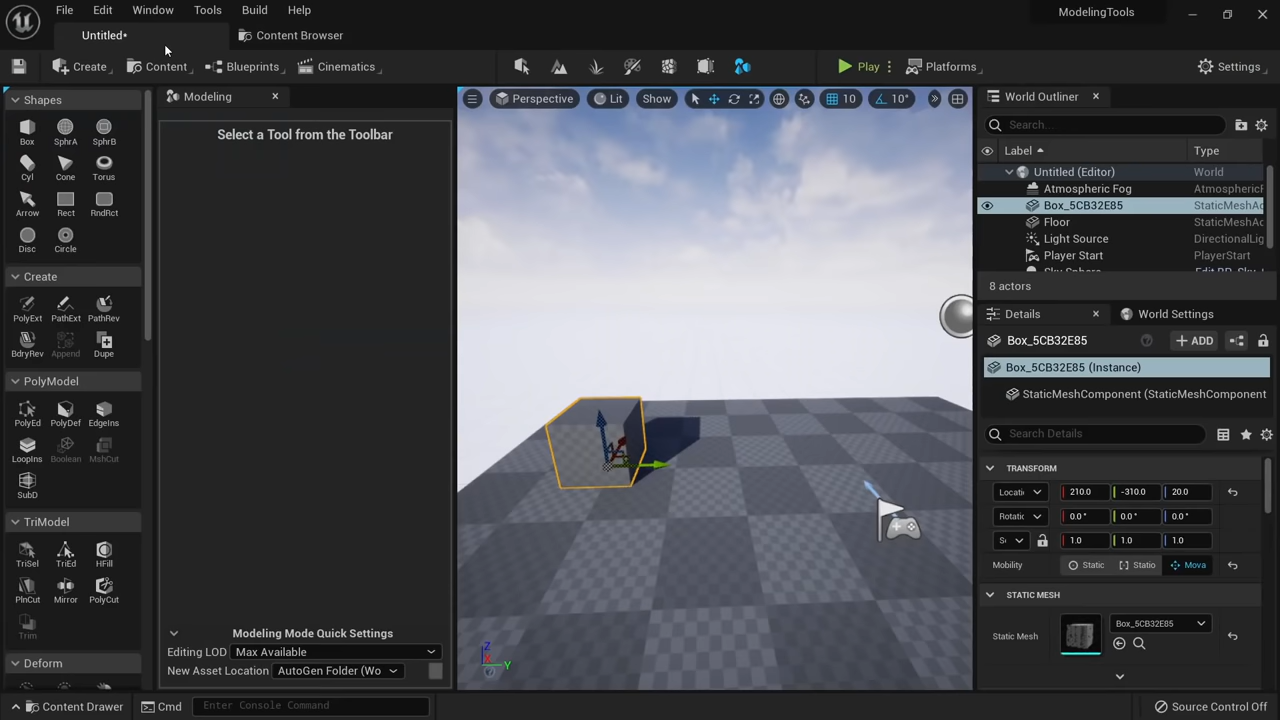 File Edit Window Tools Build Help ModelingTools
Untitled* Content Browser
Create Content Blueprints Cinematics Play Platforms Settings
Shapes
Box SphrA SphrB
Cyl Cone Torus
Arrow Rect RndRct
Disc Circle
Create
PolyExt PathExt PathRev
BdryRev Append Dupe
PolyModel
PolyEd PolyDef EdgeIns
LoopIns Boolean MshCut
SubD
TriModel
TriSel TriEd HFill
PlnCut Mirror PolyCut
Trim
Deform
Modeling
Select a Tool from the Toolbar
Modeling Mode Quick Settings
Editing LOD Max Available
New Asset Location AutoGen Folder (Wo
Perspective Lit Show 10 10°
Z
X
Y
World Outliner
Search...
Label Type
Untitled (Editor) World
Atmospheric Fog AtmosphericF
Box_5CB32E85 StaticMeshAc
Floor StaticMeshAc
Light Source DirectionalLig
Player Start PlayerStart
8 actors
Details World Settings
Box_5CB32E85 ADD
Box_5CB32E85 (Instance)
StaticMeshComponent (StaticMeshComponent
Search Details
TRANSFORM
Locati 210.0 -310.0 20.0
Rotatic 0.0° 0.0° 0.0°
1.0 1.0 1.0
Mobility Static Statio Mova
STATIC MESH
Static Mesh Box_5CB32E85
Content Drawer Cmd Enter Console Command Source Control Off